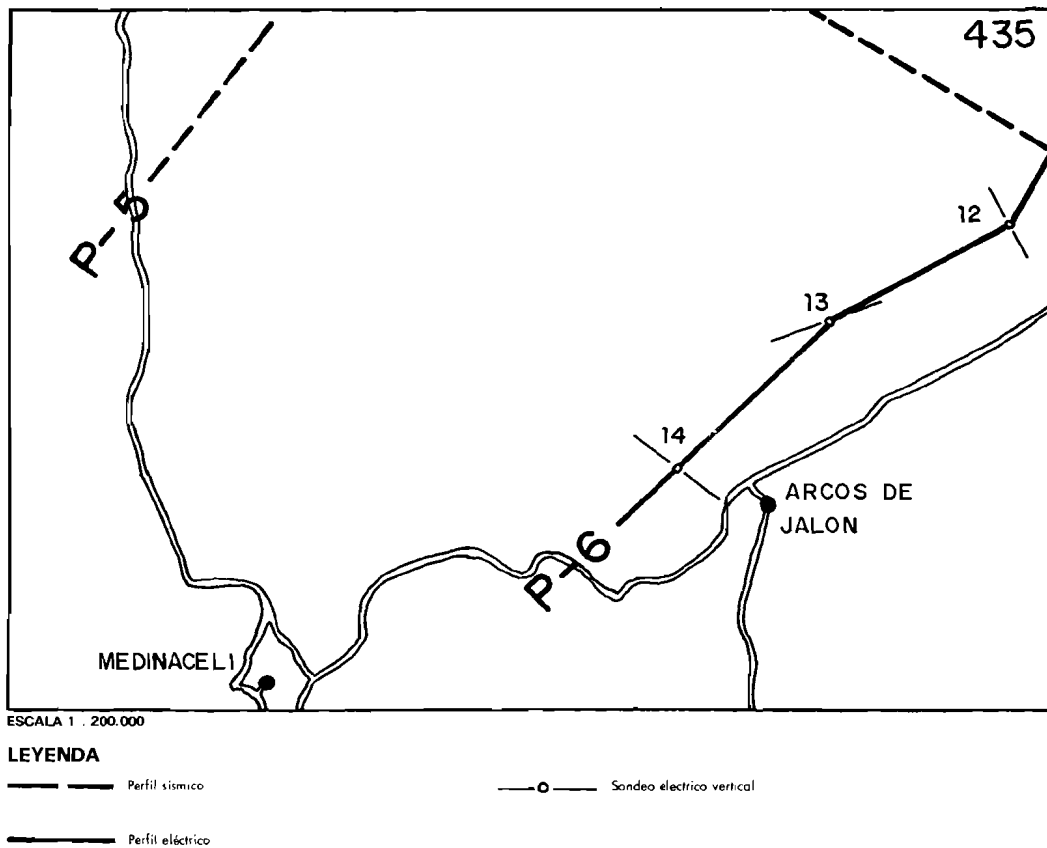 435
P-5
12
13
14
ARCOS DE
JALON
P-6
MEDINACELI
ESCALA 1 . 200.000
LEYENDA
Perfil sísmico
Sondeo electrico vertical
Perfil eléctrico